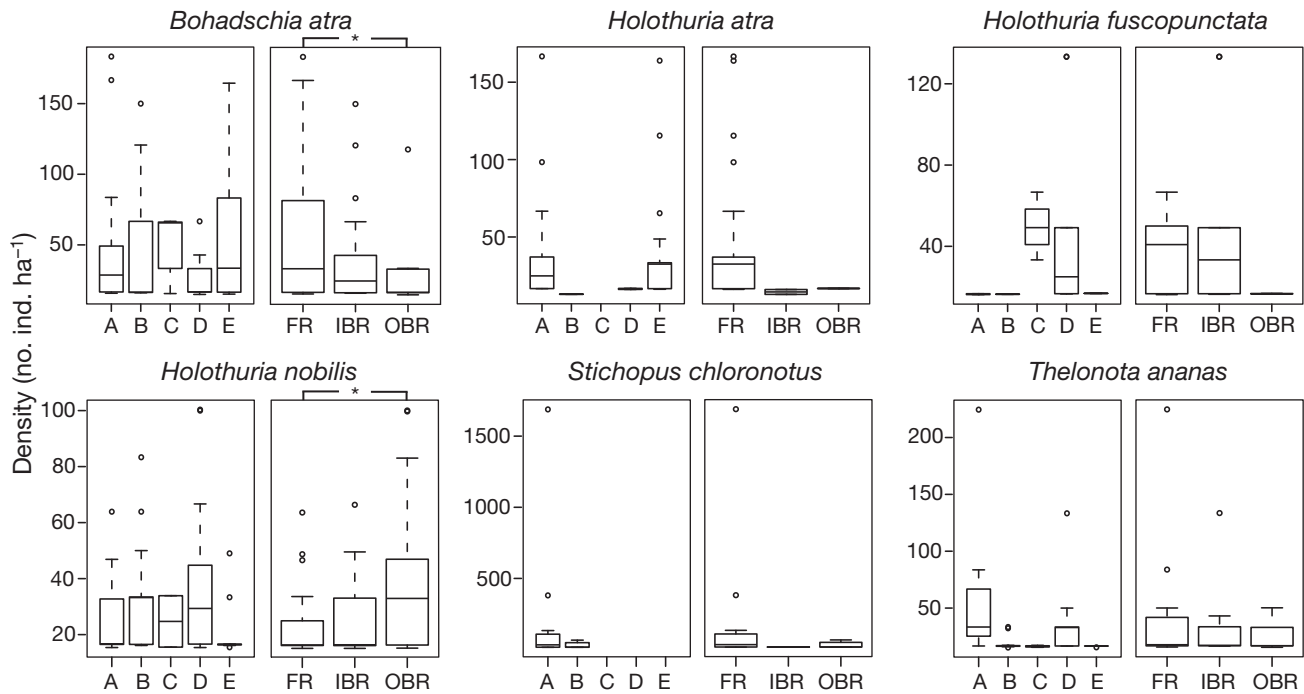 Bohadschia atra
Holothuria atra
Holothuria fuscopunctata
*
150
100
50
150
100
50
120
80
40
A B C D E FR IBR OBR
A B C D E FR IBR OBR
A B C D E FR IBR OBR
Density (no. ind. ha⁻¹)
Holothuria nobilis
Stichopus chloronotus
Thelonota ananas
*
100
80
60
40
20
1500
1000
500
200
150
100
50
A B C D E FR IBR OBR
A B C D E FR IBR OBR
A B C D E FR IBR OBR